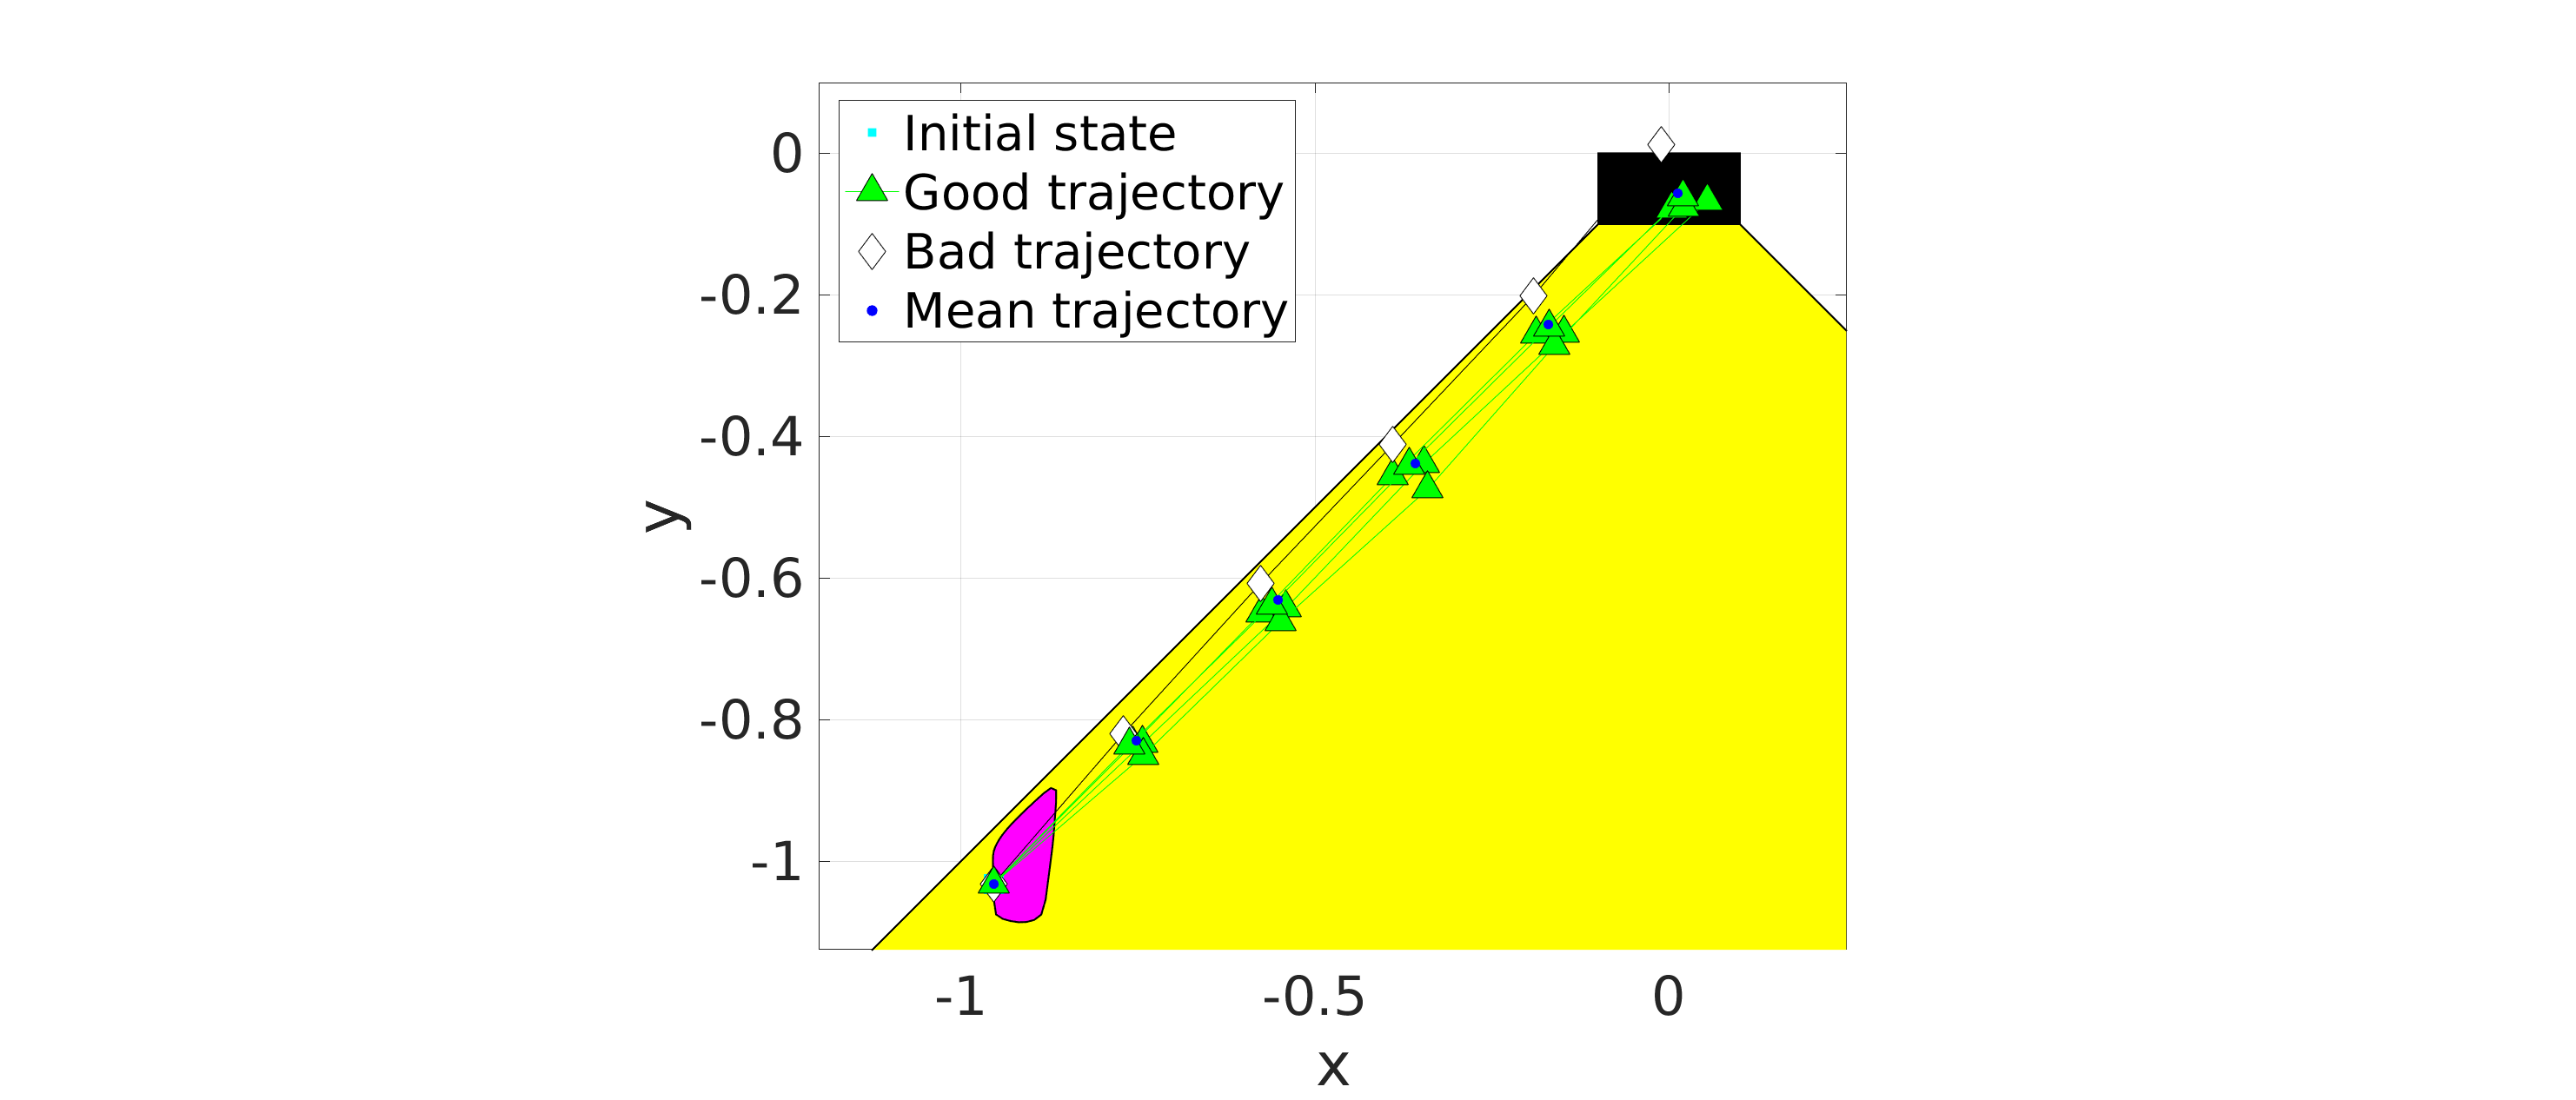 Initial state
Good trajectory
Bad trajectory
Mean trajectory
0
-0.2
-0.4
-0.6
-0.8
-1
y
-1 -0.5 0
x